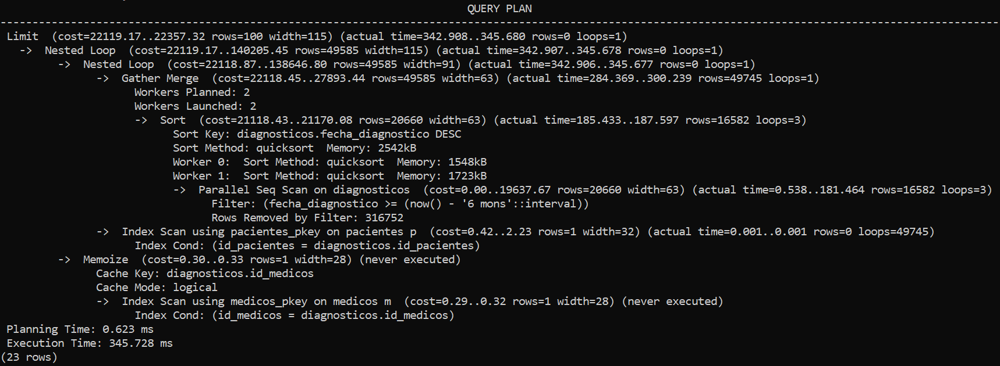 QUERY PLAN
----------------------------------------------------------------------------------------------------------------------------------------------------------
Limit  (cost=22119.17..22357.32 rows=100 width=115) (actual time=342.908..345.680 rows=0 loops=1)
  ->  Nested Loop  (cost=22119.17..140205.45 rows=49585 width=115) (actual time=342.907..345.678 rows=0 loops=1)
        ->  Nested Loop  (cost=22118.87..138646.80 rows=49585 width=91) (actual time=342.906..345.677 rows=0 loops=1)
              ->  Gather Merge  (cost=22118.45..27893.44 rows=49585 width=63) (actual time=284.369..300.239 rows=49745 loops=1)
                    Workers Planned: 2
                    Workers Launched: 2
                    ->  Sort  (cost=21118.43..21170.08 rows=20660 width=63) (actual time=185.433..187.597 rows=16582 loops=3)
                          Sort Key: diagnosticos.fecha_diagnostico DESC
                          Sort Method: quicksort  Memory: 2542kB
                          Worker 0:  Sort Method: quicksort  Memory: 1548kB
                          Worker 1:  Sort Method: quicksort  Memory: 1723kB
                          ->  Parallel Seq Scan on diagnosticos  (cost=0.00..19637.67 rows=20660 width=63) (actual time=0.538..181.464 rows=16582 loops=3)
                                Filter: (fecha_diagnostico >= (now() - '6 mons'::interval))
                                Rows Removed by Filter: 316752
              ->  Index Scan using pacientes_pkey on pacientes p  (cost=0.42..2.23 rows=1 width=32) (actual time=0.001..0.001 rows=0 loops=49745)
                    Index Cond: (id_pacientes = diagnosticos.id_pacientes)
        ->  Memoize  (cost=0.30..0.33 rows=1 width=28) (never executed)
              Cache Key: diagnosticos.id_medicos
              Cache Mode: logical
              ->  Index Scan using medicos_pkey on medicos m  (cost=0.29..0.32 rows=1 width=28) (never executed)
                    Index Cond: (id_medicos = diagnosticos.id_medicos)
Planning Time: 0.623 ms
Execution Time: 345.728 ms
(23 rows)